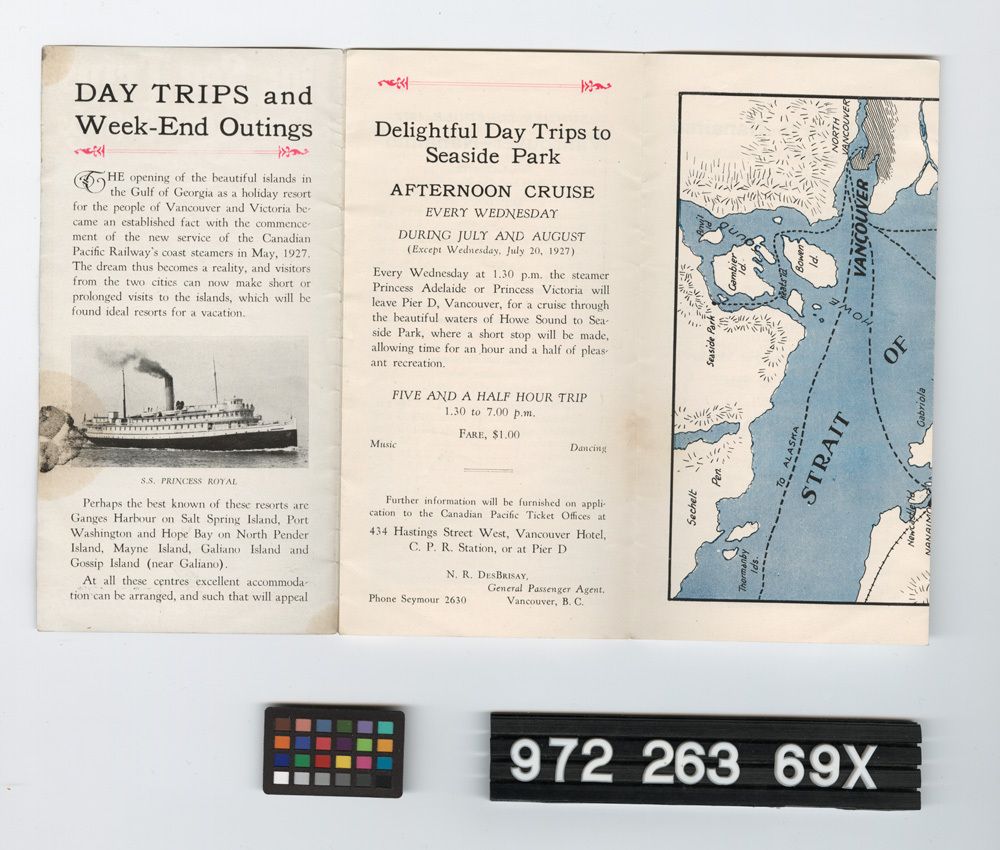 DAY TRIPS and
Week-End Outings
THE opening of the beautiful islands in
the Gulf of Georgia as a holiday resort
for the people of Vancouver and Victoria be-
came an established fact with the commence-
ment of the new service of the Canadian
Pacific Railway's coast steamers in May, 1927.
The dream thus becomes a reality, and visitors
from the two cities can now make short or
prolonged visits to the islands, which will be
found ideal resorts for a vacation.
S.S. PRINCESS ROYAL
Perhaps the best known of these resorts are
Ganges Harbour on Salt Spring Island, Port
Washington and Hope Bay on North Pender
Island, Mayne Island, Galiano Island and
Gossip Island (near Galiano).
At all these centres excellent accommoda-
tion can be arranged, and such that will appeal
Delightful Day Trips to
Seaside Park
AFTERNOON CRUISE
EVERY WEDNESDAY
DURING JULY AND AUGUST
(Except Wednesday, July 20, 1927)
Every Wednesday at 1.30 p.m. the steamer
Princess Adelaide or Princess Victoria will
leave Pier D, Vancouver, for a cruise through
the beautiful waters of Howe Sound to Sea-
side Park, where a short stop will be made,
allowing time for an hour and a half of pleas-
ant recreation.
FIVE AND A HALF HOUR TRIP
1.30 to 7.00 p.m.
FARE, $1.00
Music Dancing
Further information will be furnished on appli-
cation to the Canadian Pacific Ticket Offices at
434 Hastings Street West, Vancouver Hotel,
C. P. R. Station, or at Pier D
N. R. DESBRISAY,
General Passenger Agent.
Phone Seymour 2630 Vancouver, B. C.
NORTH
VANCOUVER
VANCOUVER
Anvil
Id.
Sound
Gambier
Id.
Bowen
Id.
HOWE
Seaside Park
OF
STRAIT
TO ALASKA
Gabriola
Sechelt
Pen.
Newcastle Id
NANAIMO
Thormanby
Ids.
972 263 69X